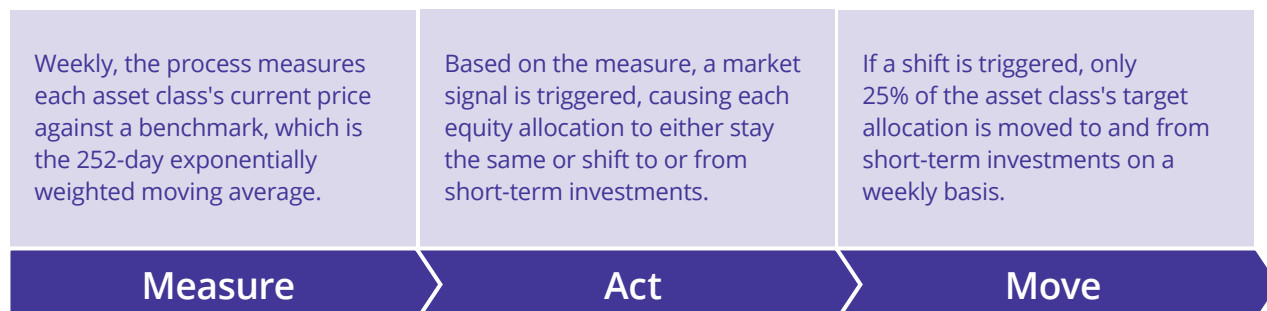 Weekly, the process measures
each asset class's current price
against a benchmark, which is
the 252-day exponentially
weighted moving average.
Based on the measure, a market
signal is triggered, causing each
equity allocation to either stay
the same or shift to or from
short-term investments.
If a shift is triggered, only
25% of the asset class's target
allocation is moved to and from
short-term investments on a
weekly basis.
Measure
Act
Move